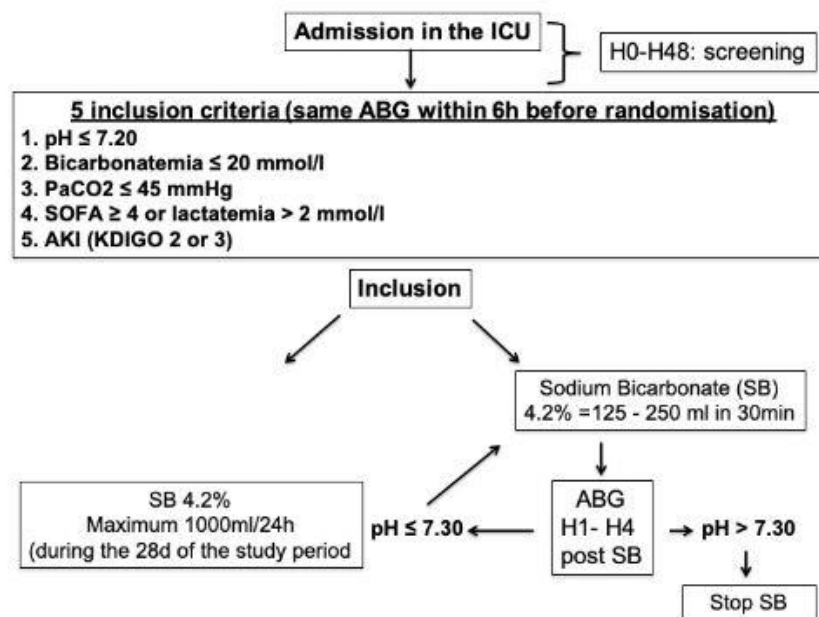 Admission in the ICU
H0-H48: screening
5 inclusion criteria (same ABG within 6h before randomisation)
1. pH ≤ 7.20
2. Bicarbonatemia ≤ 20 mmol/l
3. PaCO2 ≤ 45 mmHg
4. SOFA ≥ 4 or lactatemia > 2 mmol/l
5. AKI (KDIGO 2 or 3)
Inclusion
Sodium Bicarbonate (SB)
4.2% =125 - 250 ml in 30min
SB 4.2%
Maximum 1000ml/24h
(during the 28d of the study period
pH ≤ 7.30
ABG
H1- H4
post SB
pH > 7.30
Stop SB